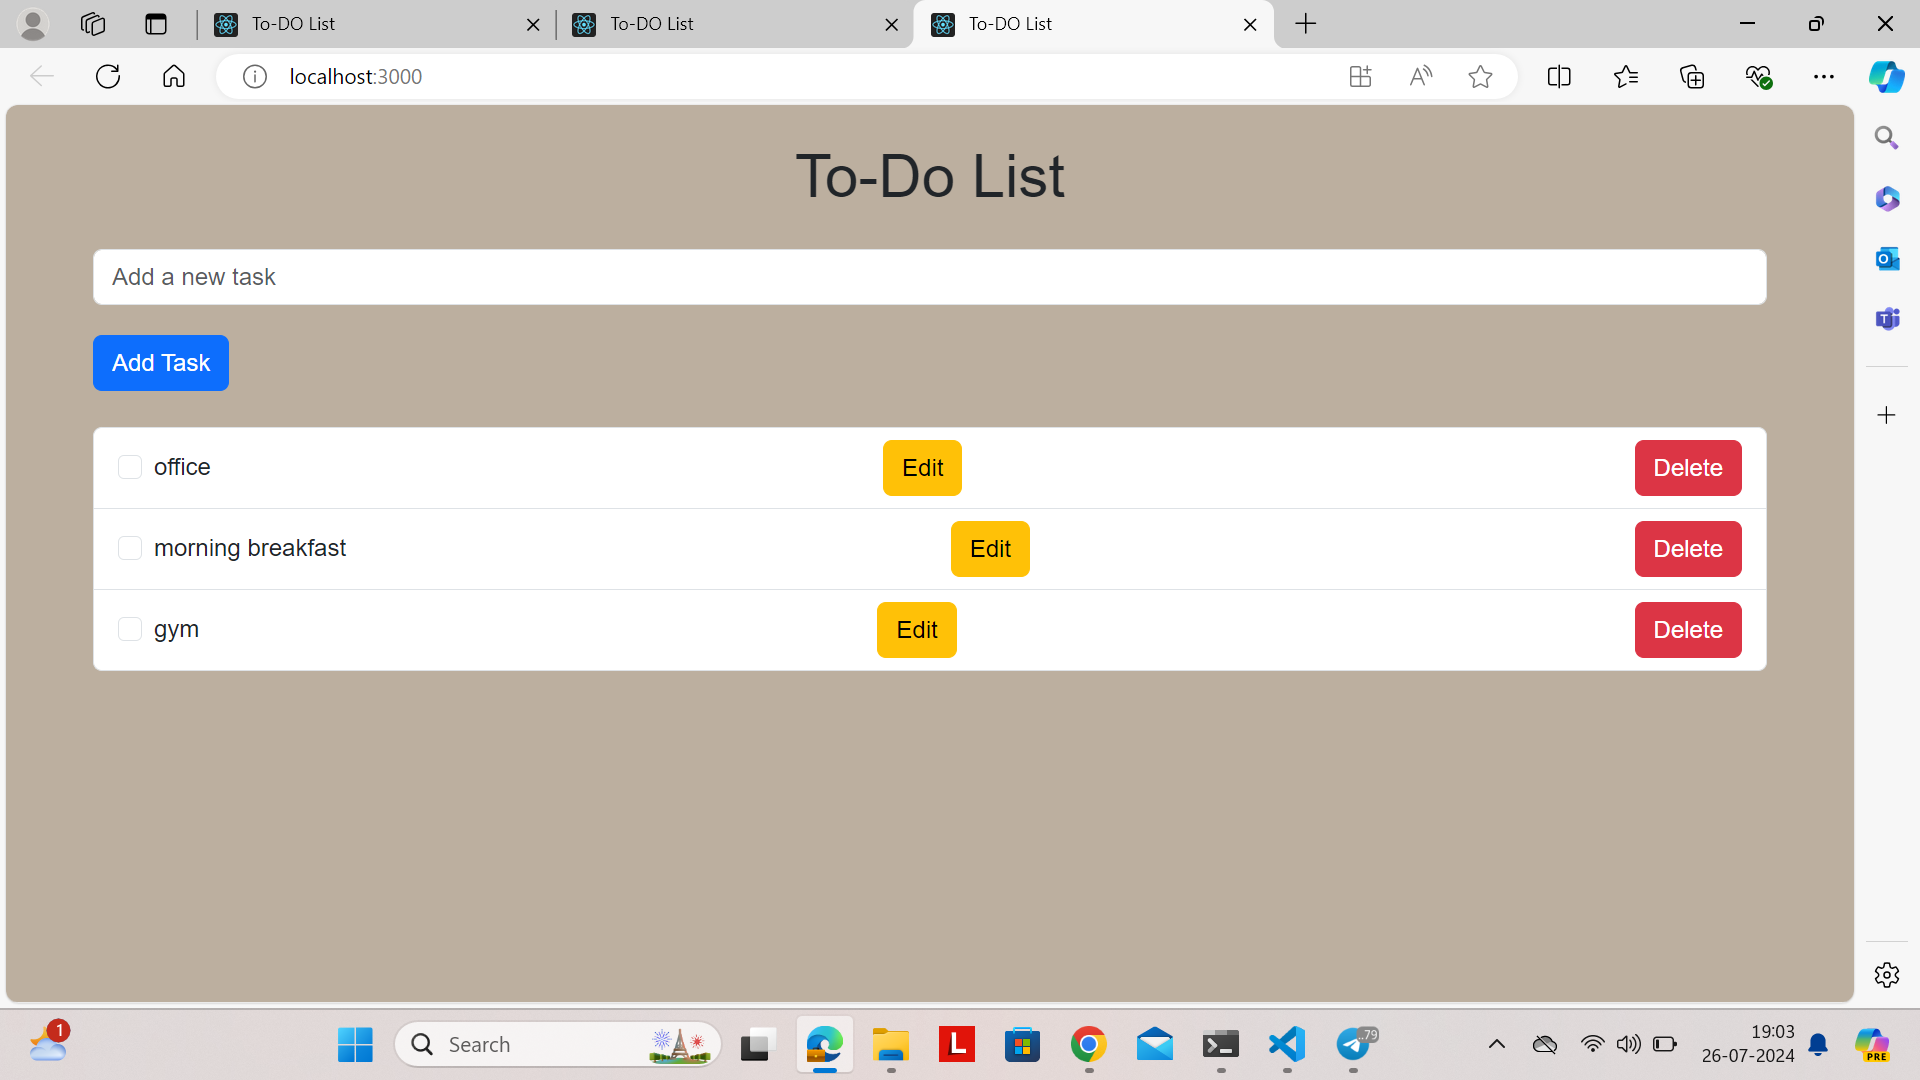 To-DO List
To-DO List
To-DO List
localhost:3000
To-Do List
Add a new task
Add Task
office Edit Delete
morning breakfast Edit Delete
gym Edit Delete
1
Search
L
79
19:03
26-07-2024
PRE